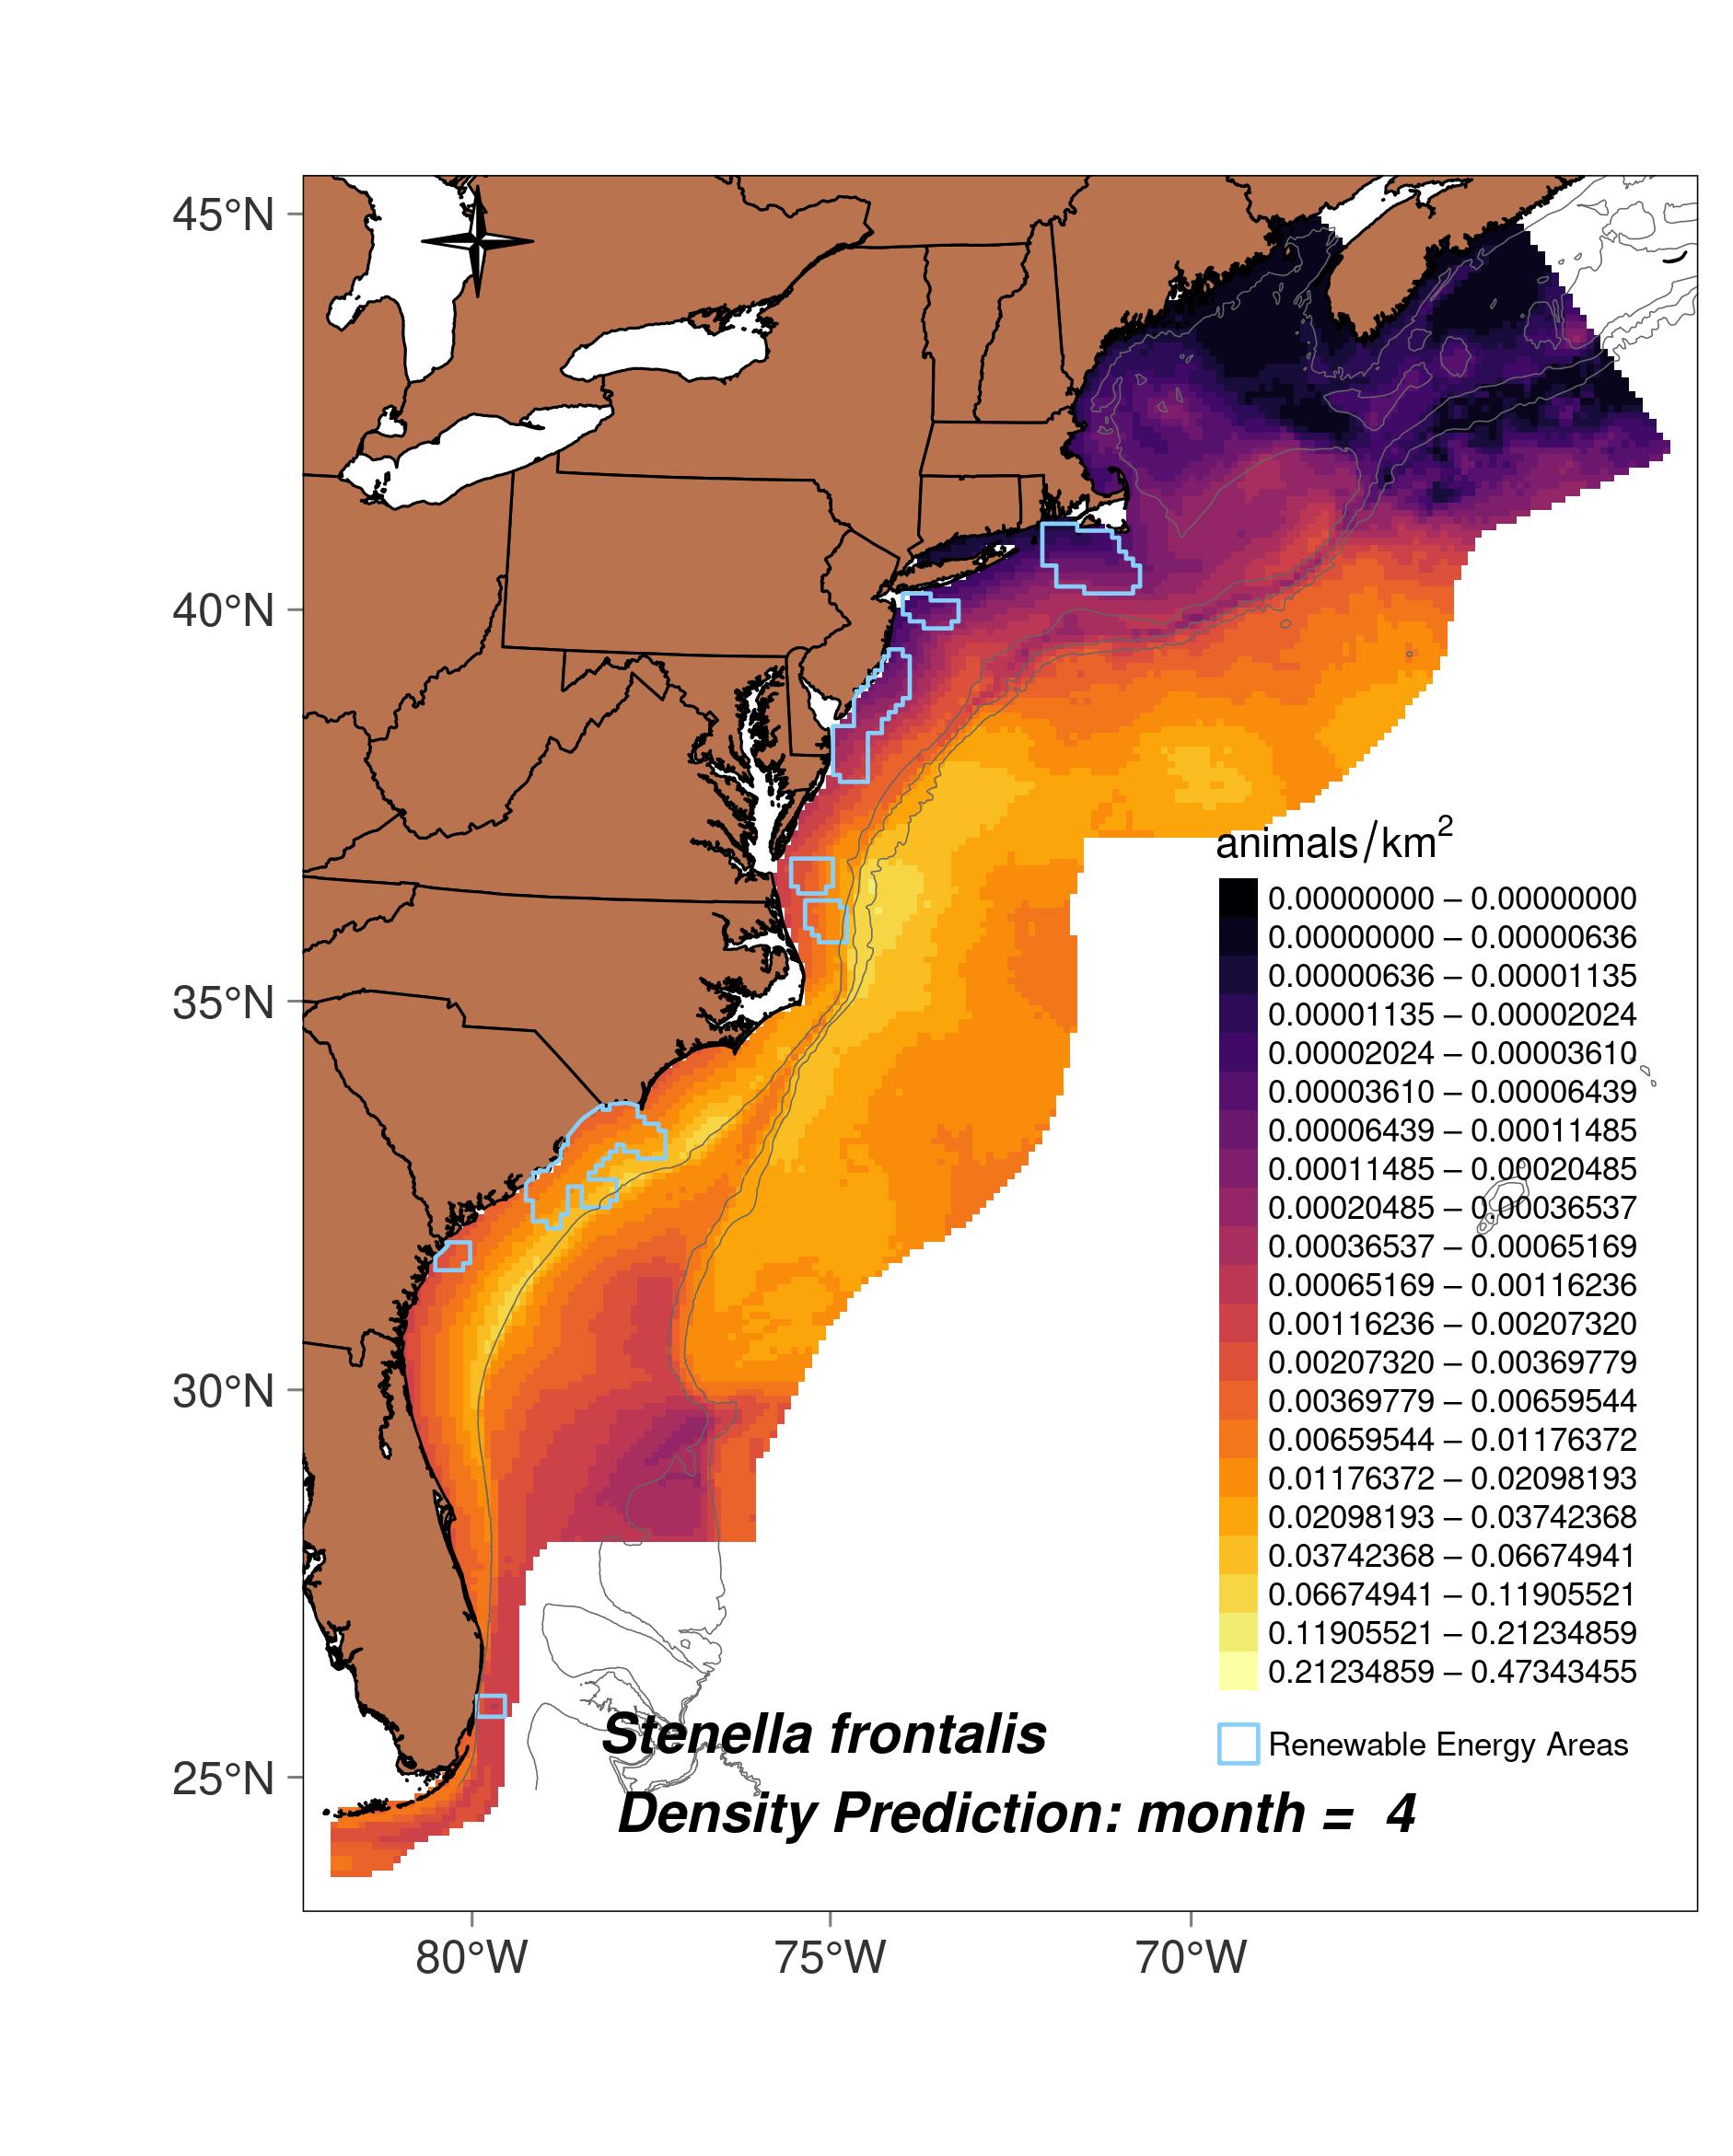 45°N
40°N
35°N
30°N
25°N
80°W
75°W
70°W
animals/km²
0.00000000 – 0.00000000
0.00000000 – 0.00000636
0.00000636 – 0.00001135
0.00001135 – 0.00002024
0.00002024 – 0.00003610
0.00003610 – 0.00006439
0.00006439 – 0.00011485
0.00011485 – 0.00020485
0.00020485 – 0.00036537
0.00036537 – 0.00065169
0.00065169 – 0.00116236
0.00116236 – 0.00207320
0.00207320 – 0.00369779
0.00369779 – 0.00659544
0.00659544 – 0.01176372
0.01176372 – 0.02098193
0.02098193 – 0.03742368
0.03742368 – 0.06674941
0.06674941 – 0.11905521
0.11905521 – 0.21234859
0.21234859 – 0.47343455
Renewable Energy Areas
Stenella frontalis
Density Prediction: month = 4